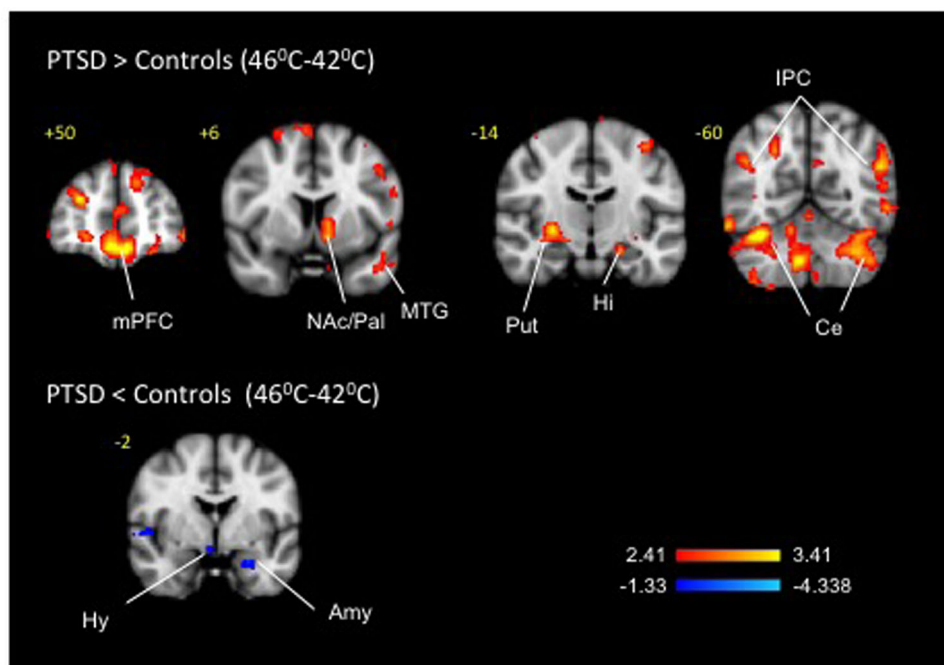 PTSD > Controls (46⁰C-42⁰C)
IPC
+50
+6
-14
-60
mPFC
NAc/Pal
MTG
Put
Hi
Ce
PTSD < Controls (46⁰C-42⁰C)
-2
2.41 3.41
-1.33 -4.338
Hy
Amy